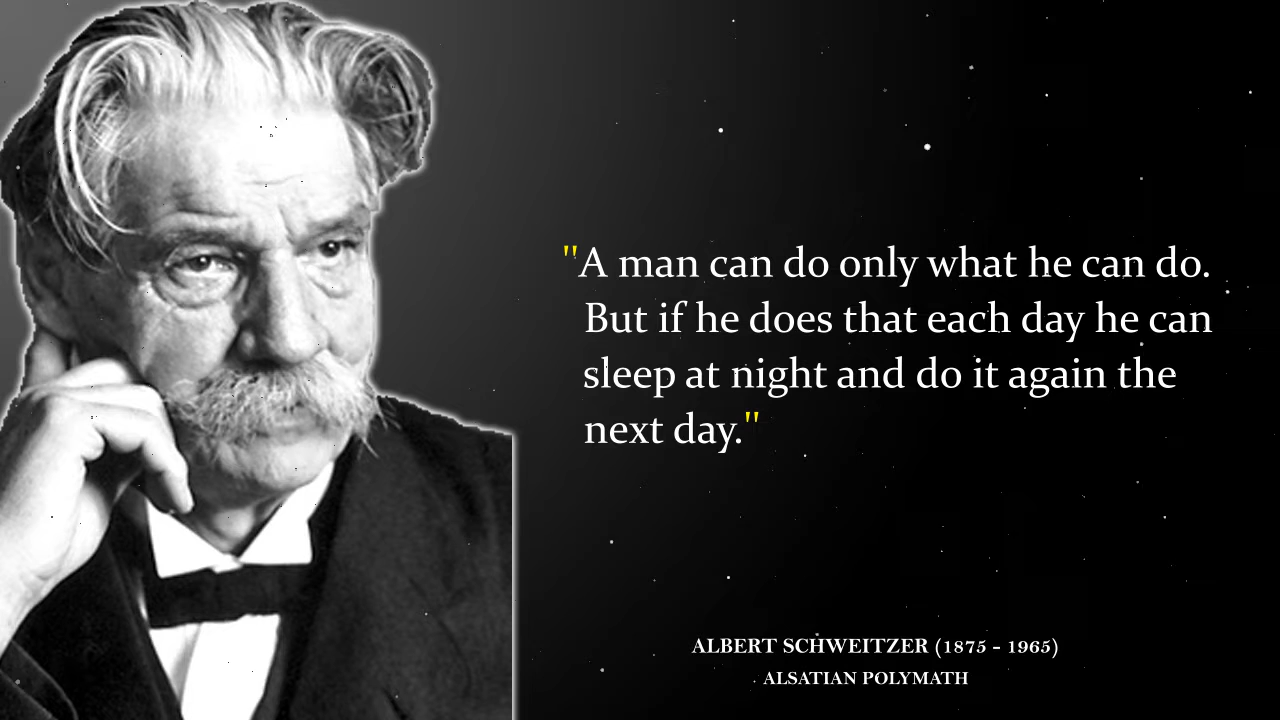 "A man can do only what he can do.
But if he does that each day he can
sleep at night and do it again the
next day."
ALBERT SCHWEITZER (1875 - 1965)
ALSATIAN POLYMATH